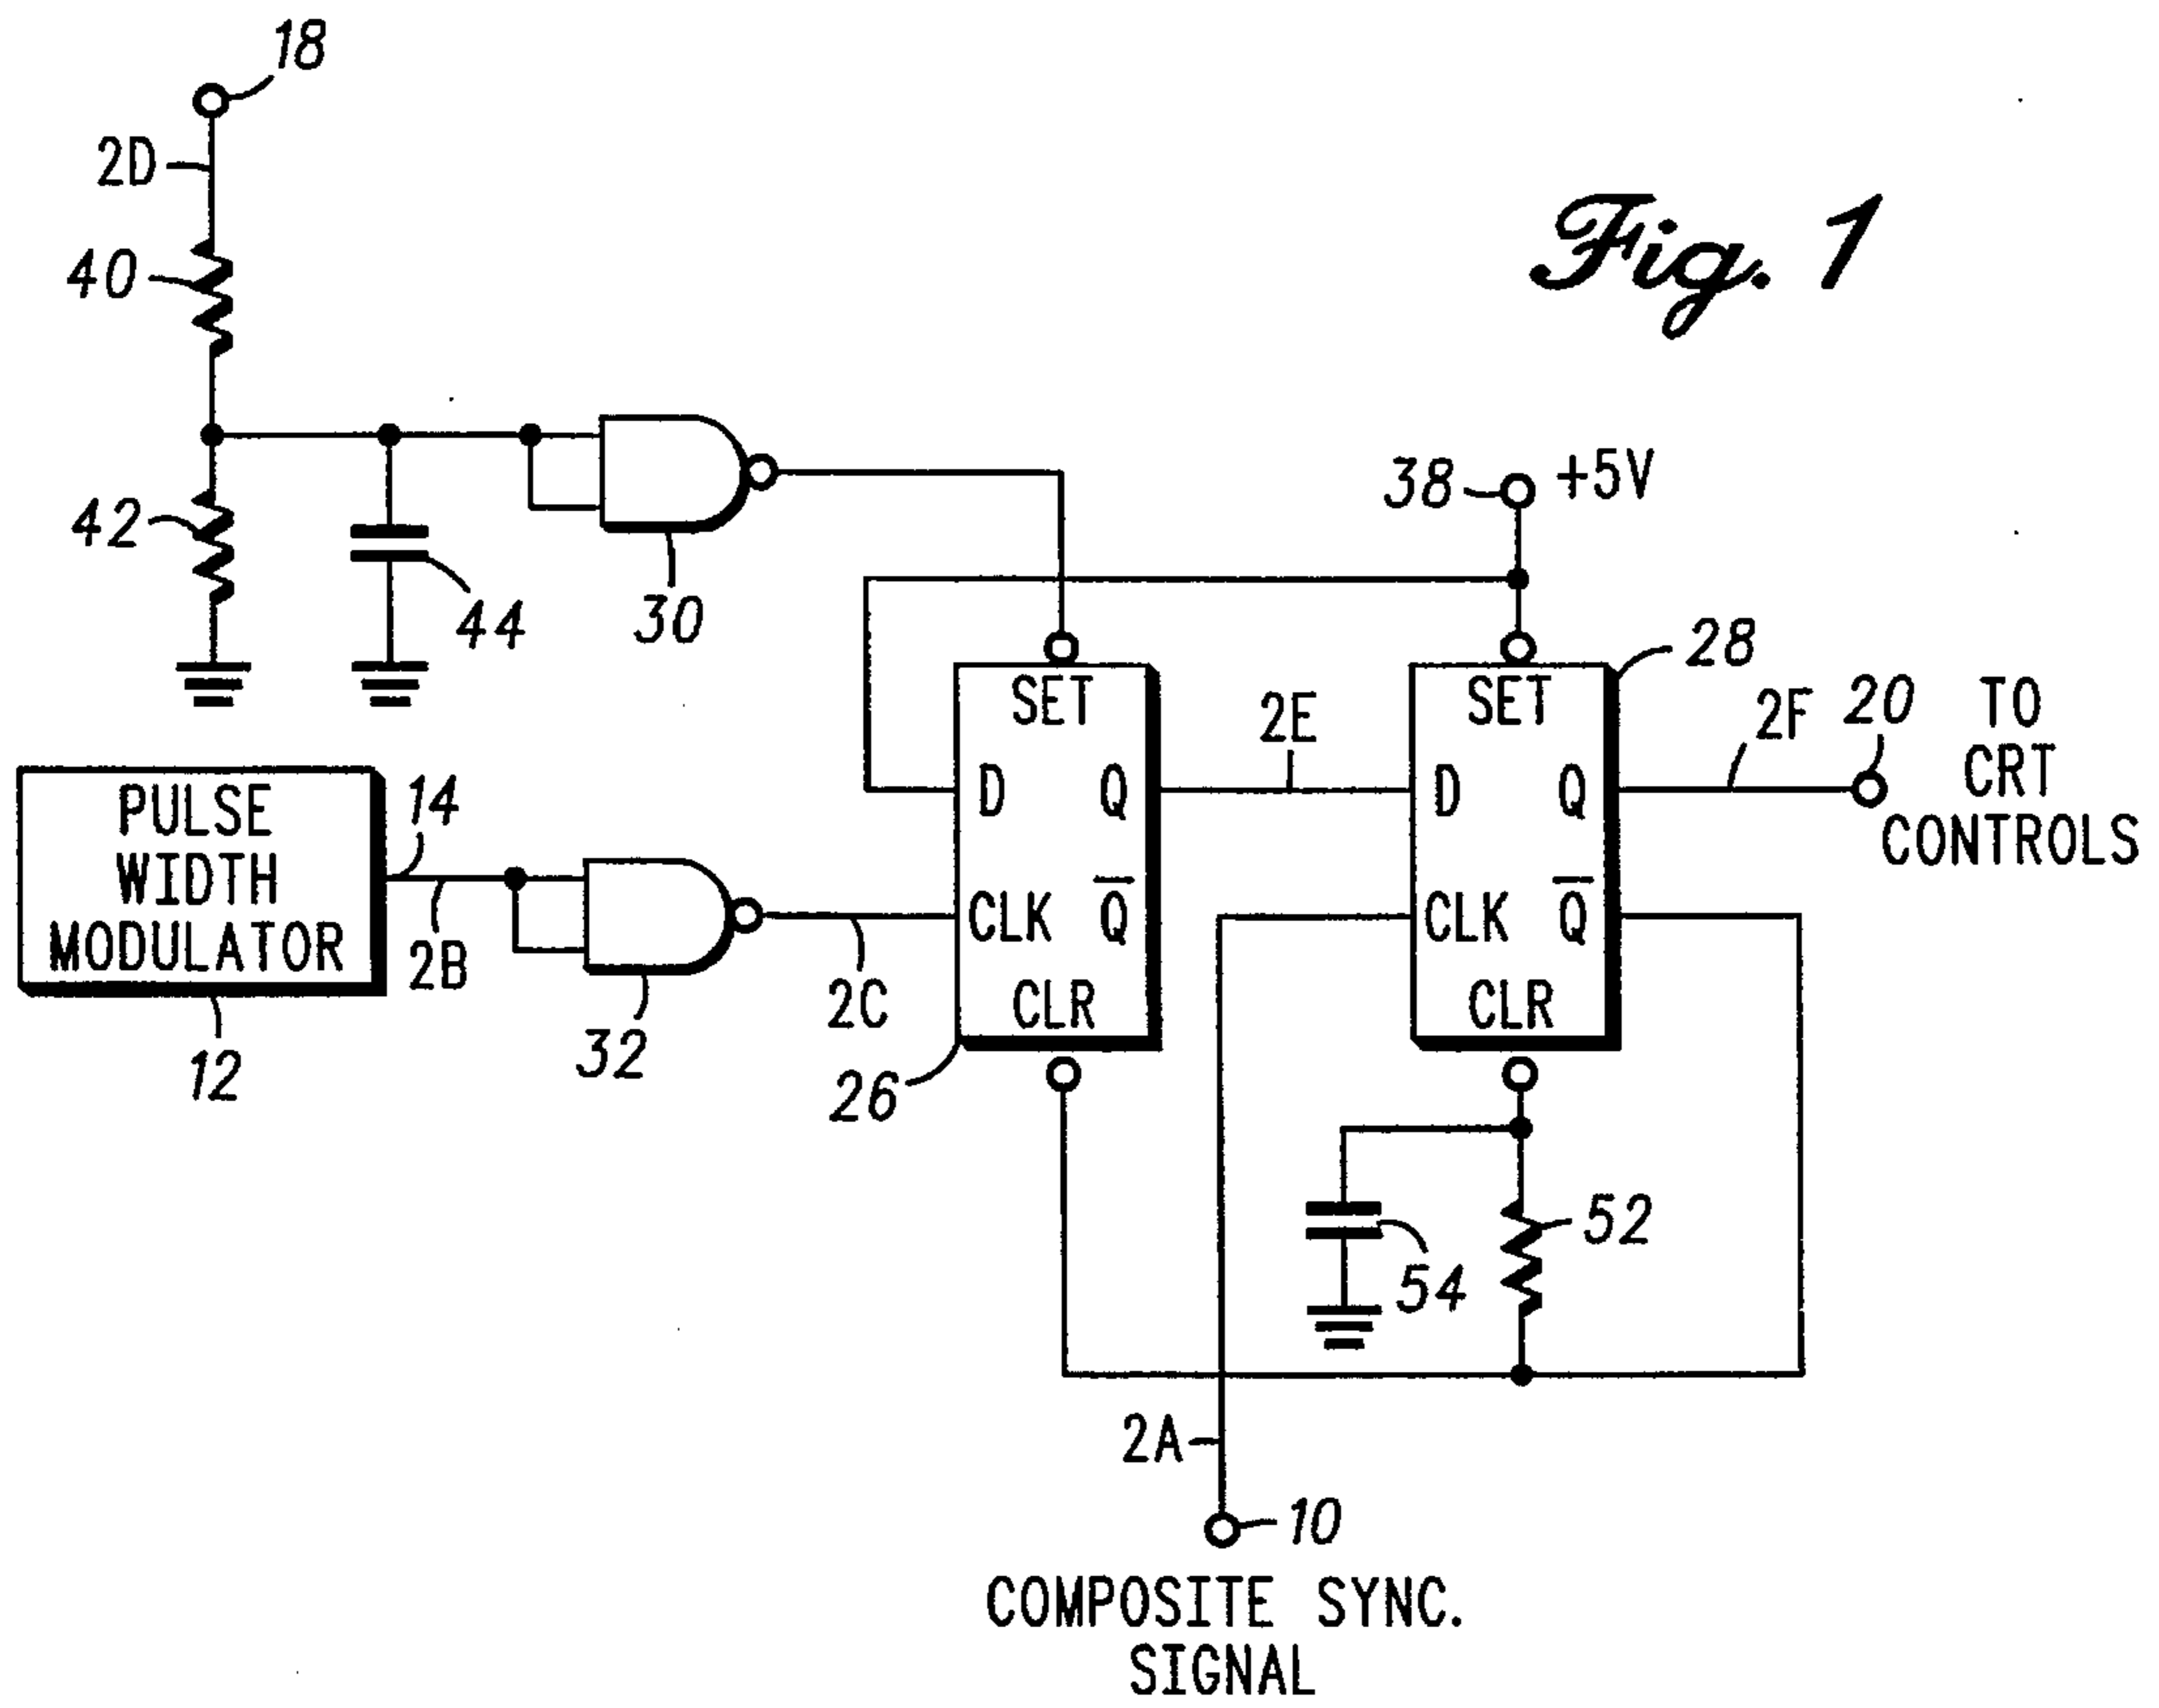 18
2D
Fig. 1
40
38
+5V
42
44
30
28
SET
SET
2E
2F
20
TO
CRT
CONTROLS
D
Q
D
Q
PULSE
WIDTH
MODULATOR
14
2B
CLK
Q̅
CLK
Q̅
2C
CLR
CLR
32
12
26
52
54
2A
10
COMPOSITE SYNC.
SIGNAL